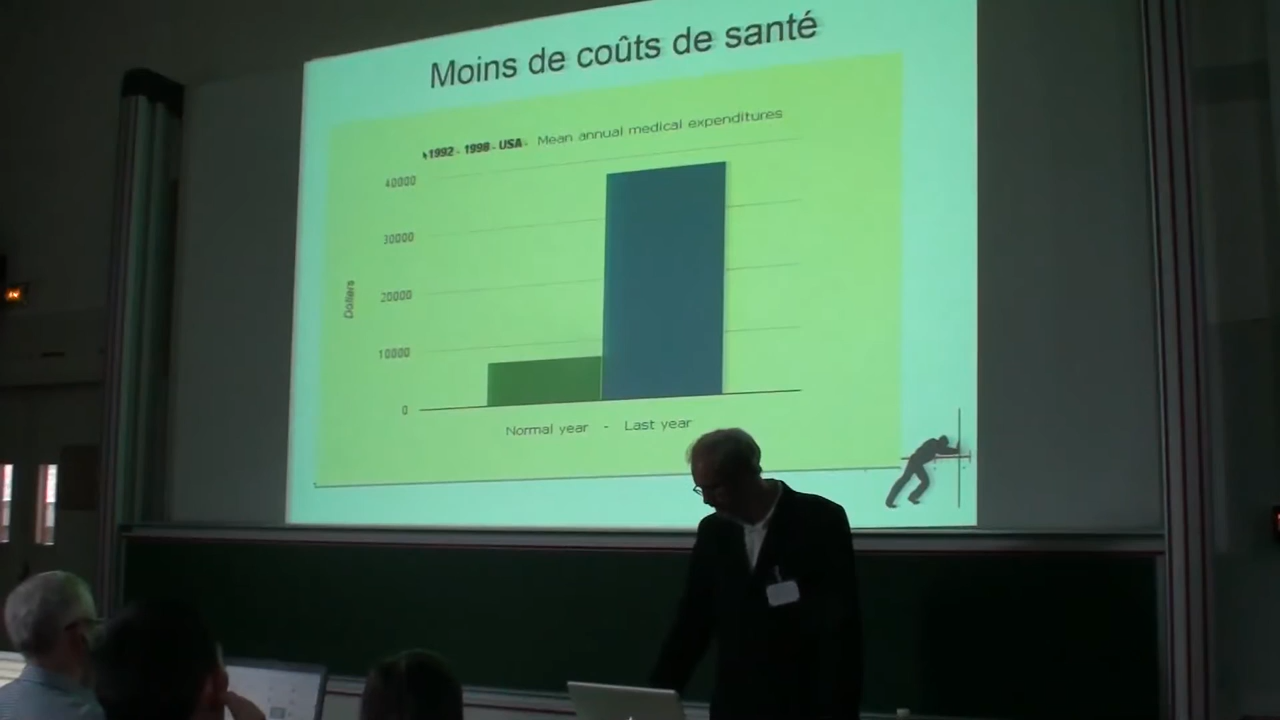 Moins de coûts de santé
1992 - 1998 - USA - Mean annual medical expenditures
40000
30000
20000
10000
0
Dollars
Normal year - Last year